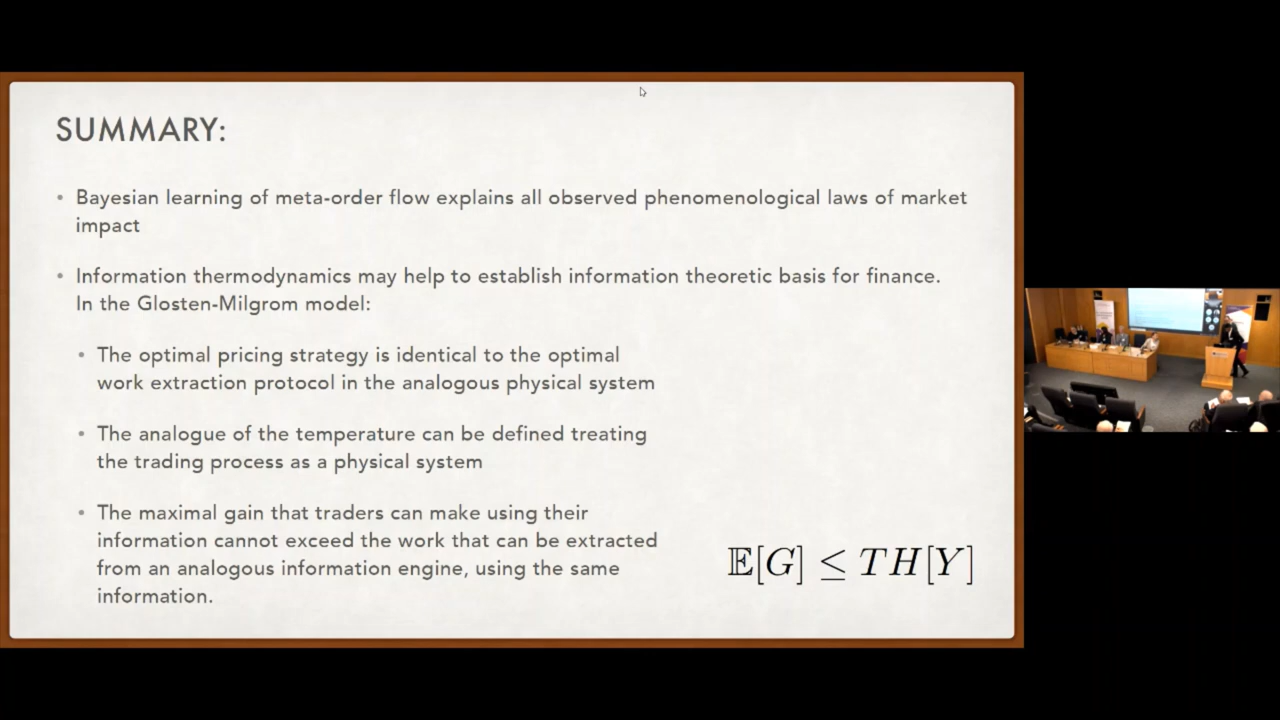 SUMMARY:
• Bayesian learning of meta-order flow explains all observed phenomenological laws of market
impact
• Information thermodynamics may help to establish information theoretic basis for finance.
In the Glosten-Milgrom model:
• The optimal pricing strategy is identical to the optimal
work extraction protocol in the analogous physical system
• The analogue of the temperature can be defined treating
the trading process as a physical system
• The maximal gain that traders can make using their
information cannot exceed the work that can be extracted
from an analogous information engine, using the same
information.
𝔼[G] ≤ TH[Y]